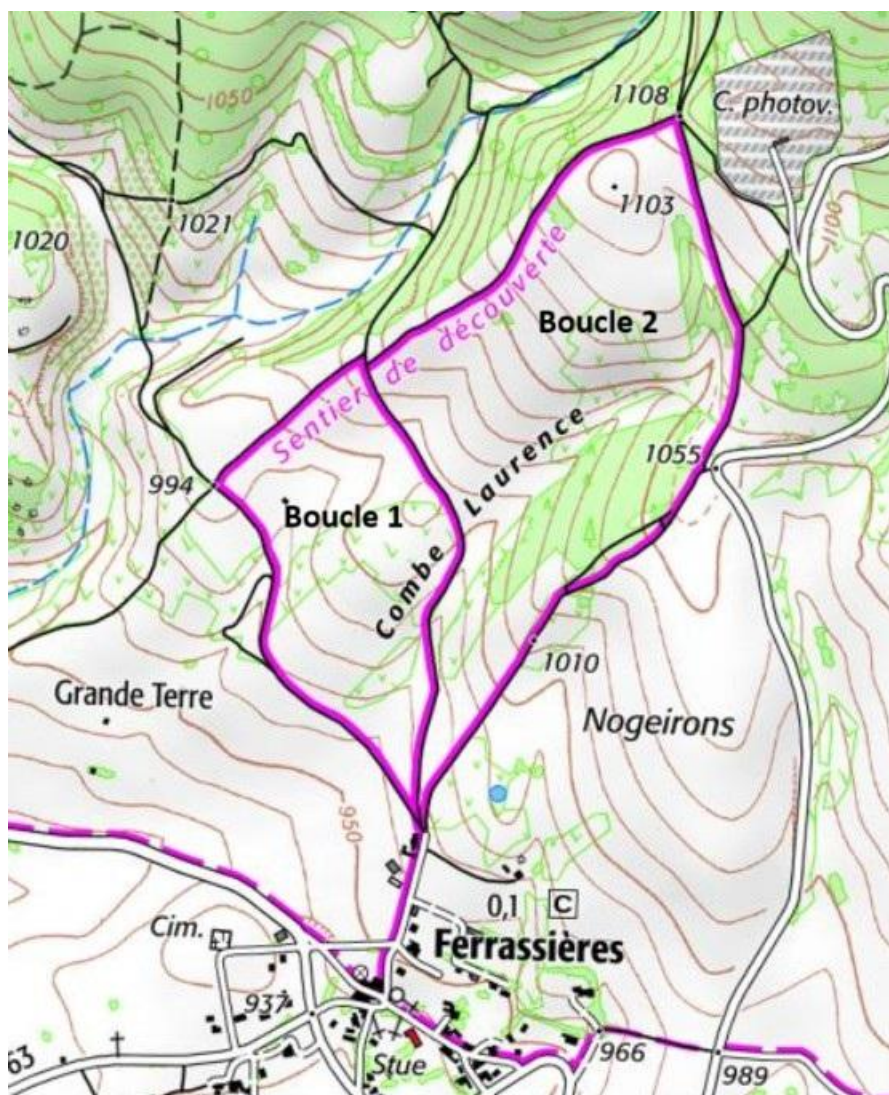 1050
1108
C. photov.
1103
1100
1021
1020
Sentier de découverte
Boucle 2
994
1055
Boucle 1
Combe Laurence
1010
Grande Terre
Nogeirons
950
0,1 C
Cim.
Ferrassières
937
966
63
Stue
989